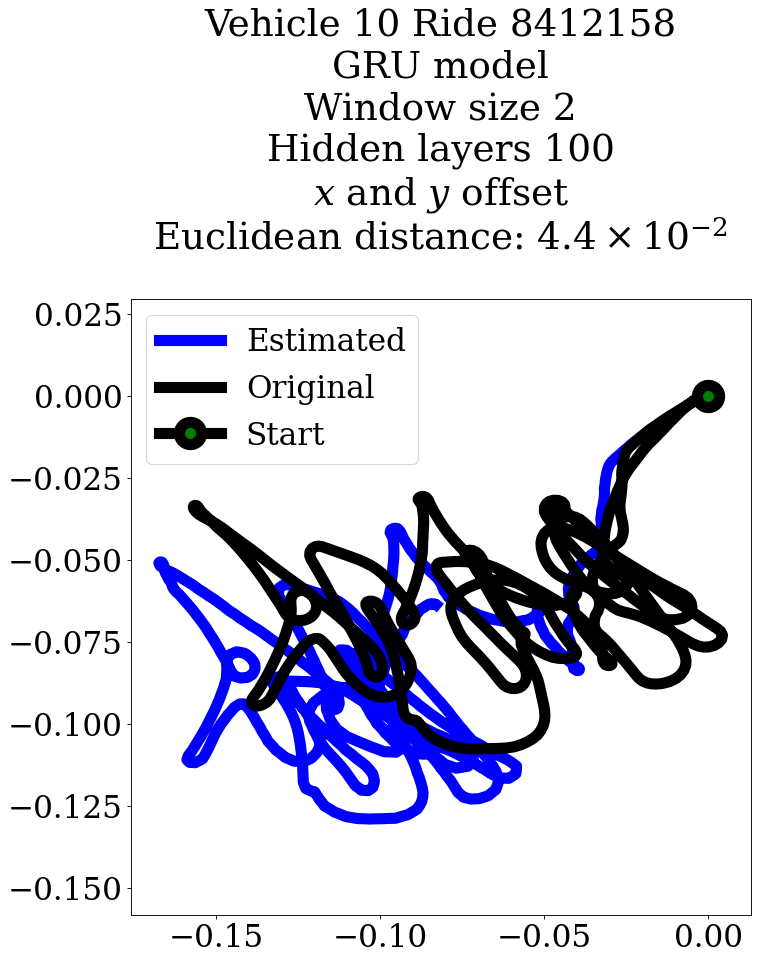 Vehicle 10 Ride 8412158
GRU model
Window size 2
Hidden layers 100
x and y offset
Euclidean distance: 4.4 × 10⁻²
0.025
0.000
−0.025
−0.050
−0.075
−0.100
−0.125
−0.150
Estimated
Original
Start
−0.15
−0.10
−0.05
0.00